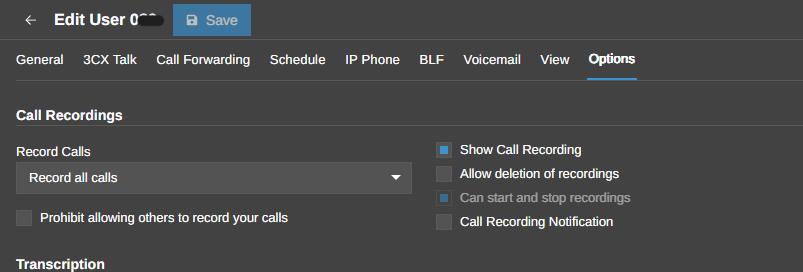 Edit User
Save
General 3CX Talk Call Forwarding Schedule IP Phone BLF Voicemail View Options
Call Recordings
Record Calls
Record all calls
Prohibit allowing others to record your calls
Show Call Recording
Allow deletion of recordings
Can start and stop recordings
Call Recording Notification
Transcription